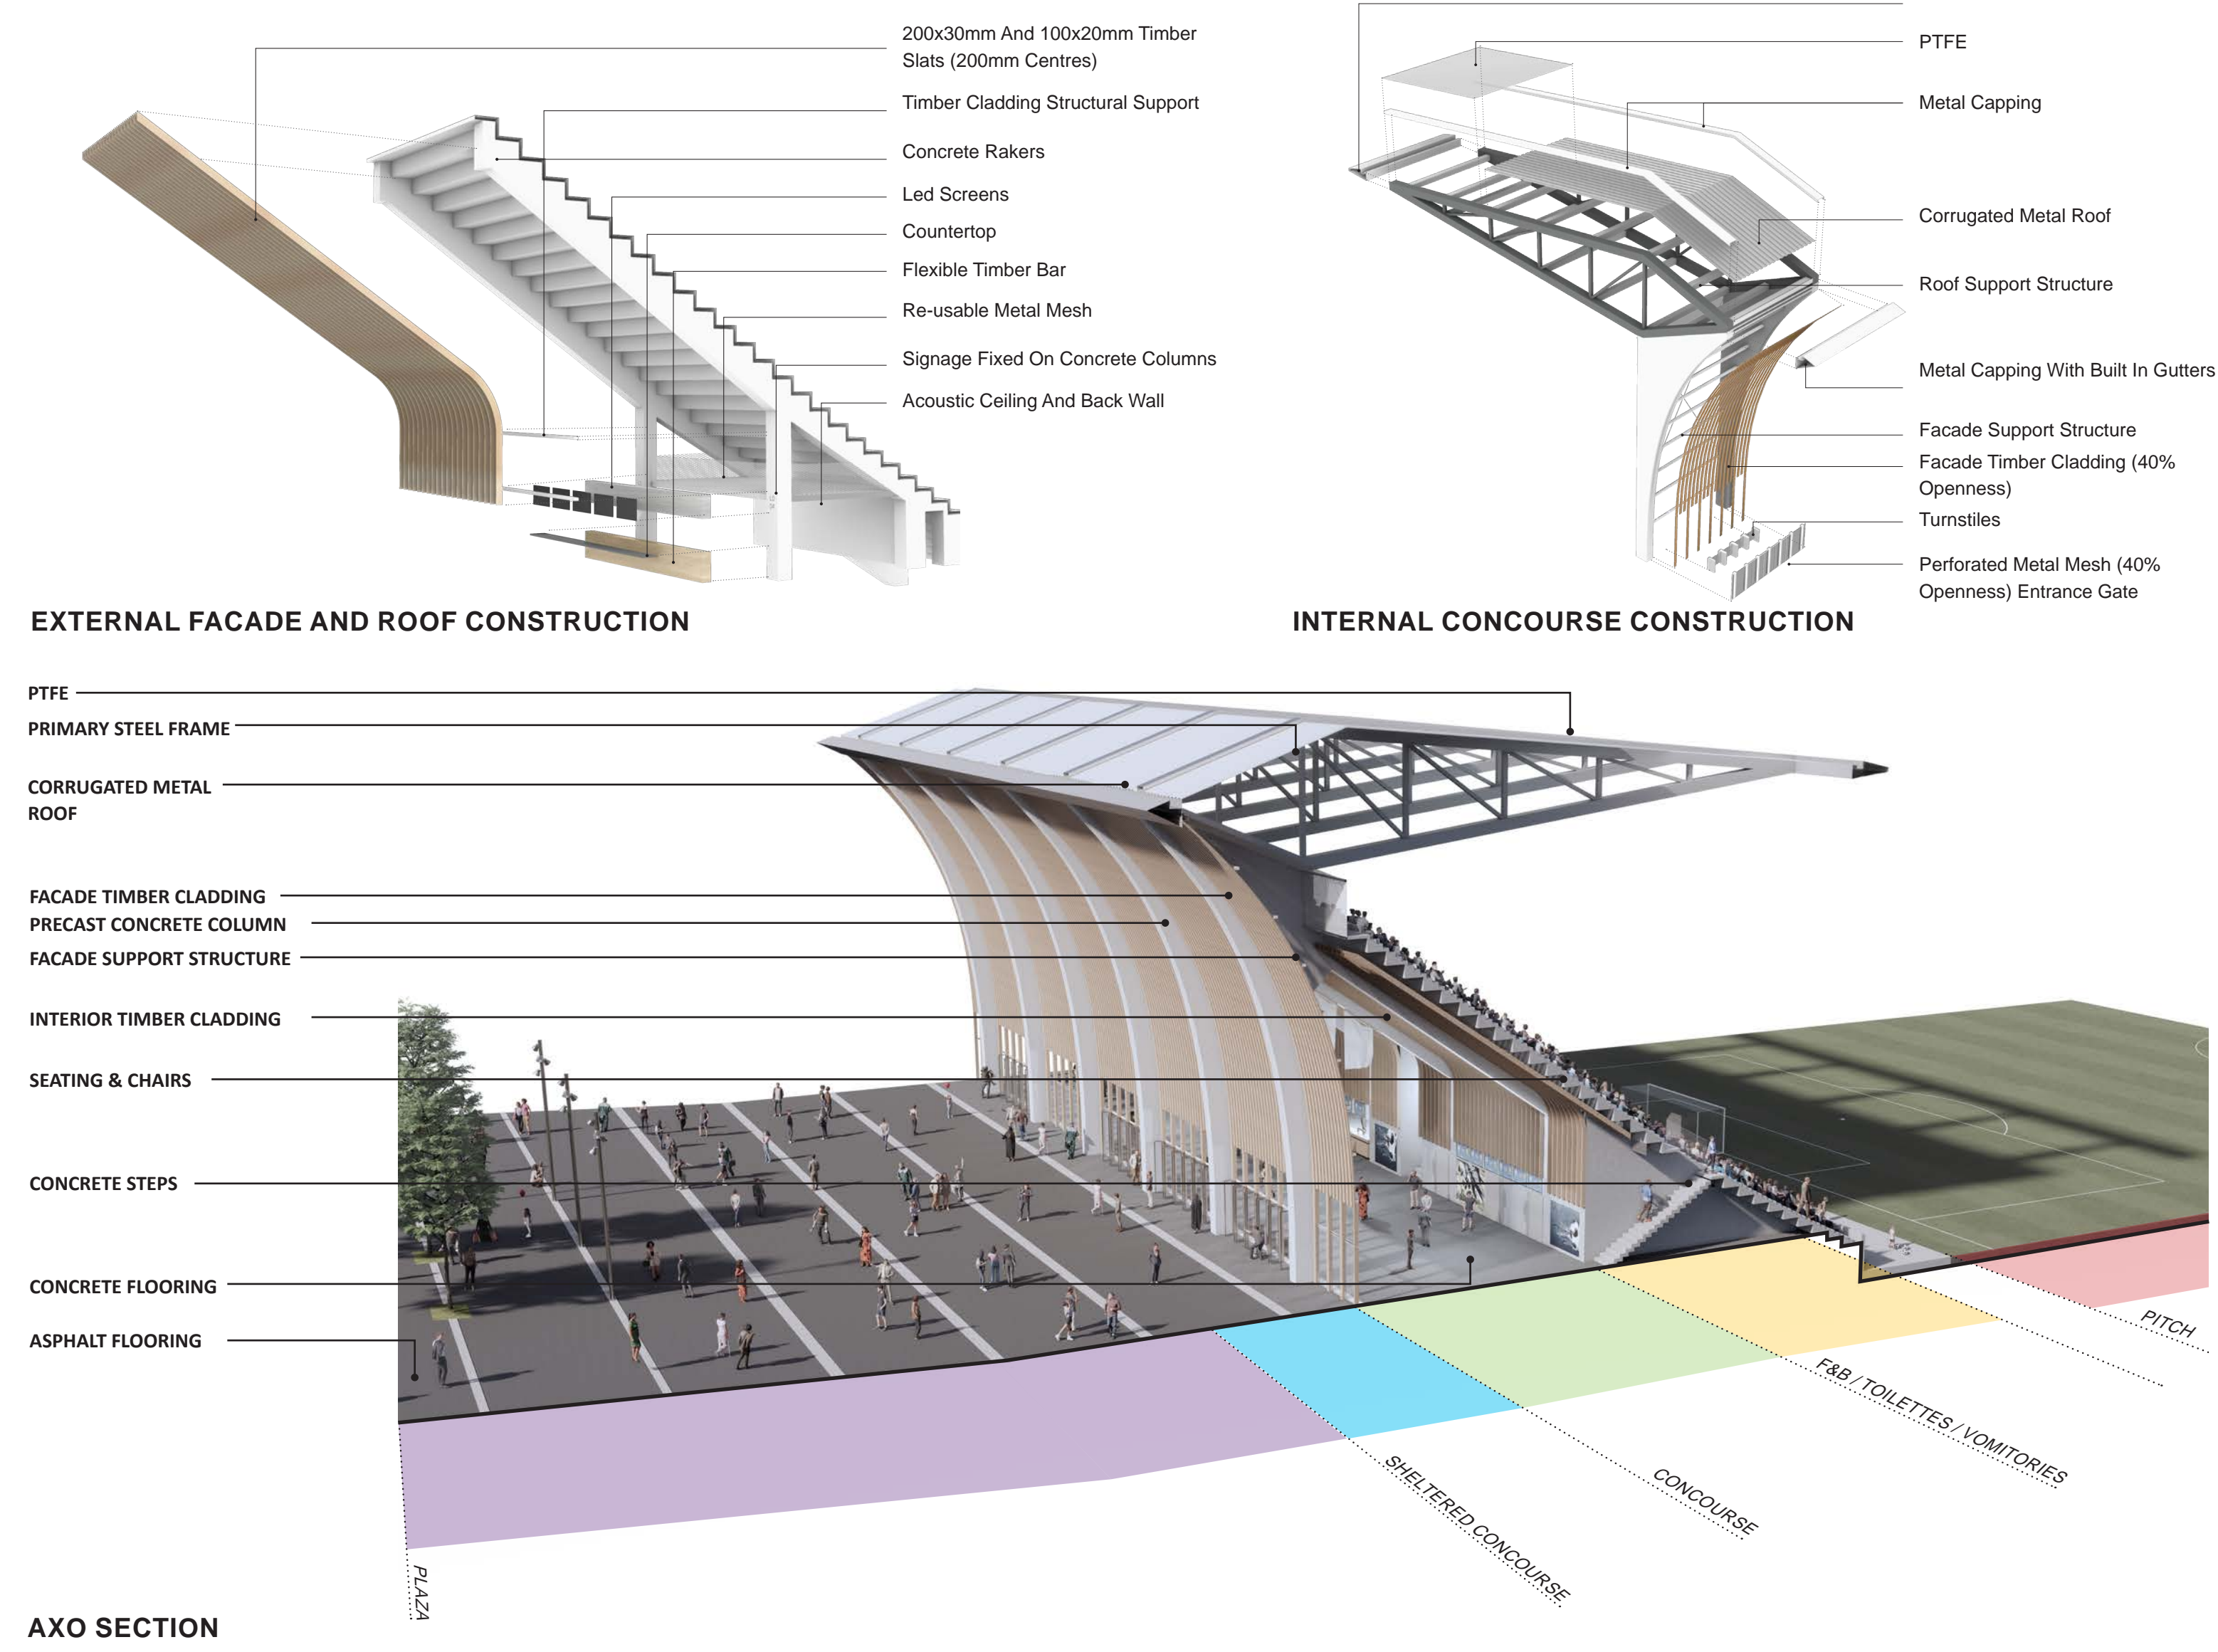 200x30mm And 100x20mm Timber
Slats (200mm Centres)
Timber Cladding Structural Support
Concrete Rakers
Led Screens
Countertop
Flexible Timber Bar
Re-usable Metal Mesh
Signage Fixed On Concrete Columns
Acoustic Ceiling And Back Wall
EXTERNAL FACADE AND ROOF CONSTRUCTION
PTFE
Metal Capping
Corrugated Metal Roof
Roof Support Structure
Metal Capping With Built In Gutters
Facade Support Structure
Facade Timber Cladding (40%
Openness)
Turnstiles
Perforated Metal Mesh (40%
Openness) Entrance Gate
INTERNAL CONCOURSE CONSTRUCTION
PTFE
PRIMARY STEEL FRAME
CORRUGATED METAL
ROOF
FACADE TIMBER CLADDING
PRECAST CONCRETE COLUMN
FACADE SUPPORT STRUCTURE
INTERIOR TIMBER CLADDING
SEATING & CHAIRS
CONCRETE STEPS
CONCRETE FLOORING
ASPHALT FLOORING
PLAZA
SHELTERED CONCOURSE
CONCOURSE
F&B / TOILETTES / VOMITORIES
PITCH
AXO SECTION